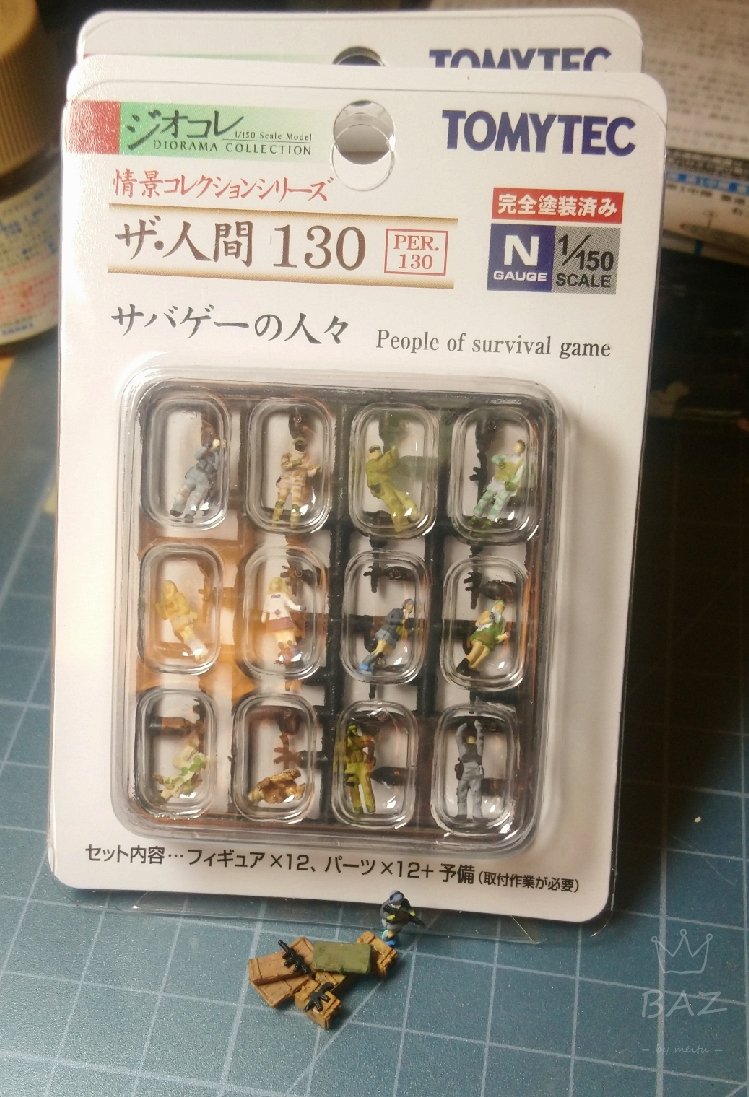 TOMYTEC
ジオコレ
1/150 Scale Model
DIORAMA COLLECTION
TOMYTEC
情景コレクションシリーズ
完全塗装済み
ザ・人間 130
PER.
130
N
GAUGE
1/150
SCALE
サバゲーの人々 People of survival game
セット内容…フィギュア×12、パーツ×12+予備(取付作業が必要)
BAZ
- by meitu -